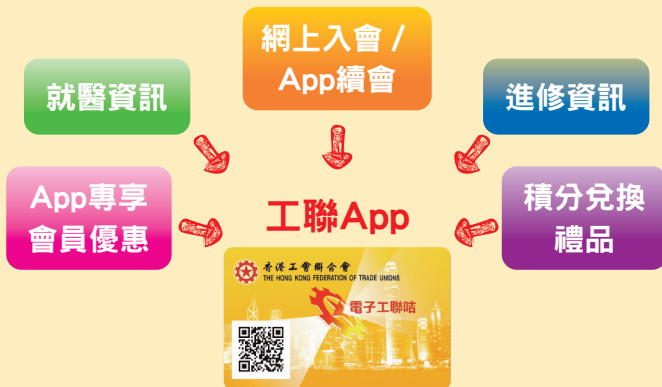 網上入會 /
App續會
就醫資訊
進修資訊
App專享
會員優惠
積分兌換
禮品
工聯App
香港工會聯合會
THE HONG KONG FEDERATION OF TRADE UNIONS
電子工聯咭